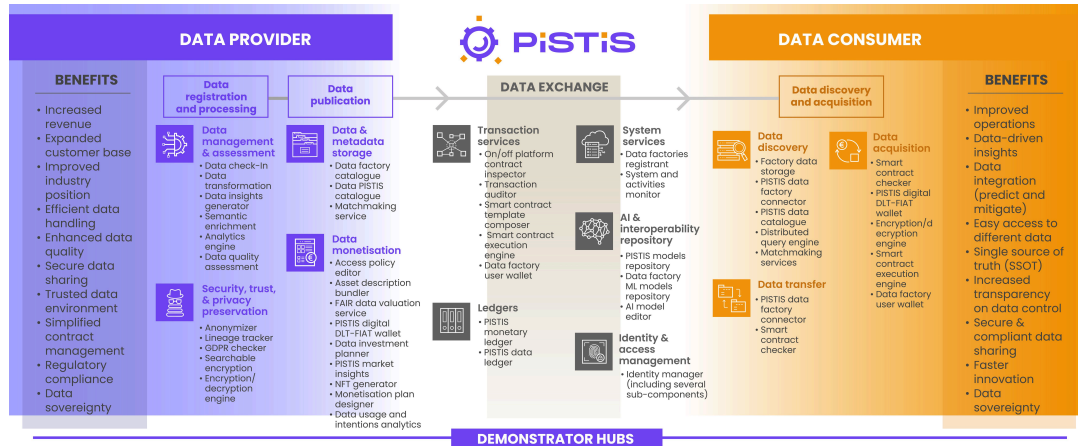 DATA PROVIDER
PiSTiS
DATA CONSUMER
BENEFITS
• Increased
revenue
• Expanded
customer base
• Improved
industry
position
• Efficient data
handling
• Enhanced data
quality
• Secure data
sharing
• Trusted data
environment
• Simplified
contract
management
• Regulatory
compliance
• Data
sovereignty
Data
registration
and processing
Data
management
& assessment
• Data check-In
• Data
transformation
• Data insights
generator
• Semantic
enrichment
• Analytics
engine
• Data quality
assessment
Security, trust,
& privacy
preservation
• Anonymizer
• Lineage tracker
• GDPR checker
• Searchable
encryption
• Encryption/
decryption
engine
Data
publication
Data &
metadata
storage
• Data factory
catalogue
• Data PISTIS
catalogue
• Matchmaking
service
Data
monetisation
• Access policy
editor
• Asset description
bundler
• FAIR data valuation
service
• PISTIS digital
DLT-FIAT wallet
• Data investment
planner
• PISTIS market
insights
• NFT generator
• Monetisation plan
designer
• Data usage and
intentions analytics
DATA EXCHANGE
Transaction
services
• On/off platform
contract
inspector
• Transaction
auditor
• Smart contract
template
composer
• Smart contract
execution
engine
• Data factory
user wallet
Ledgers
• PISTIS
monetary
ledger
• PISTIS data
ledger
System
services
• Data factories
registrant
• System and
activities
monitor
AI &
interoperability
repository
• PISTIS models
repository
• Data factory
ML models
repository
• AI model
editor
Identity &
access
management
• Identity manager
(including several
sub-components)
Data discovery
and acquisition
Data
discovery
• Factory data
storage
• PISTIS data
factory
connector
• PISTIS data
catalogue
• Distributed
query engine
• Matchmaking
services
Data transfer
• PISTIS data
factory
connector
• Smart
contract
checker
Data
acquisition
• Smart
contract
checker
• PISTIS digital
DLT-FIAT
wallet
• Encryption/d
ecryption
engine
• Smart
contract
execution
engine
• Data factory
user wallet
BENEFITS
• Improved
operations
• Data-driven
insights
• Data
integration
(predict and
mitigate)
• Easy access to
different data
• Single source of
truth (SSOT)
• Increased
transparency
on data control
• Secure &
compliant data
sharing
• Faster
innovation
• Data
sovereignty
DEMONSTRATOR HUBS